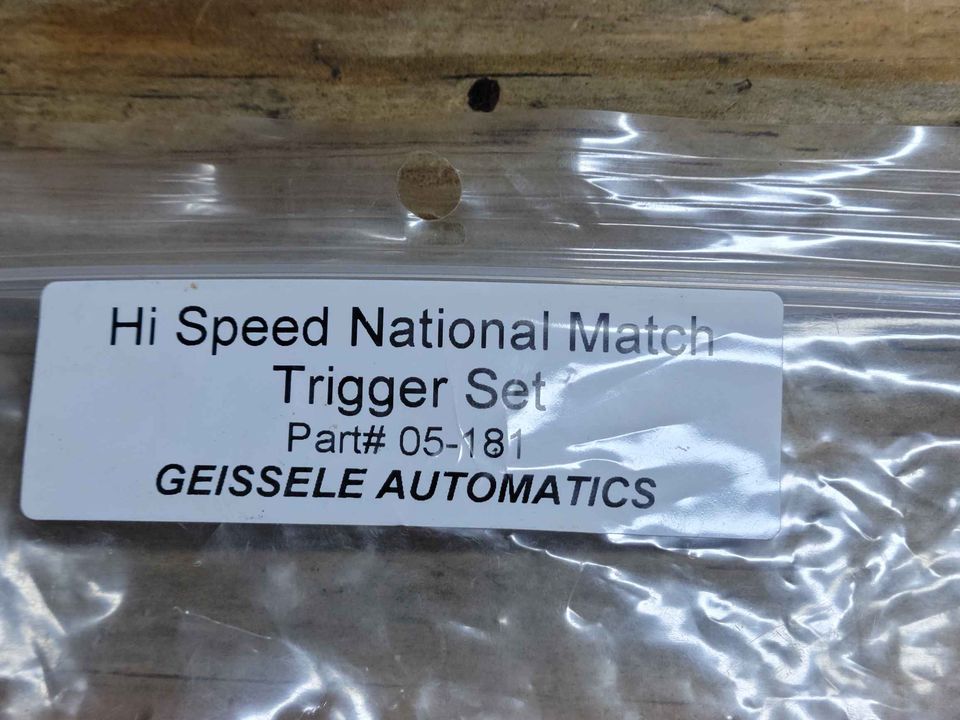 Hi Speed National Match
Trigger Set
Part# 05-181
GEISSELE AUTOMATICS